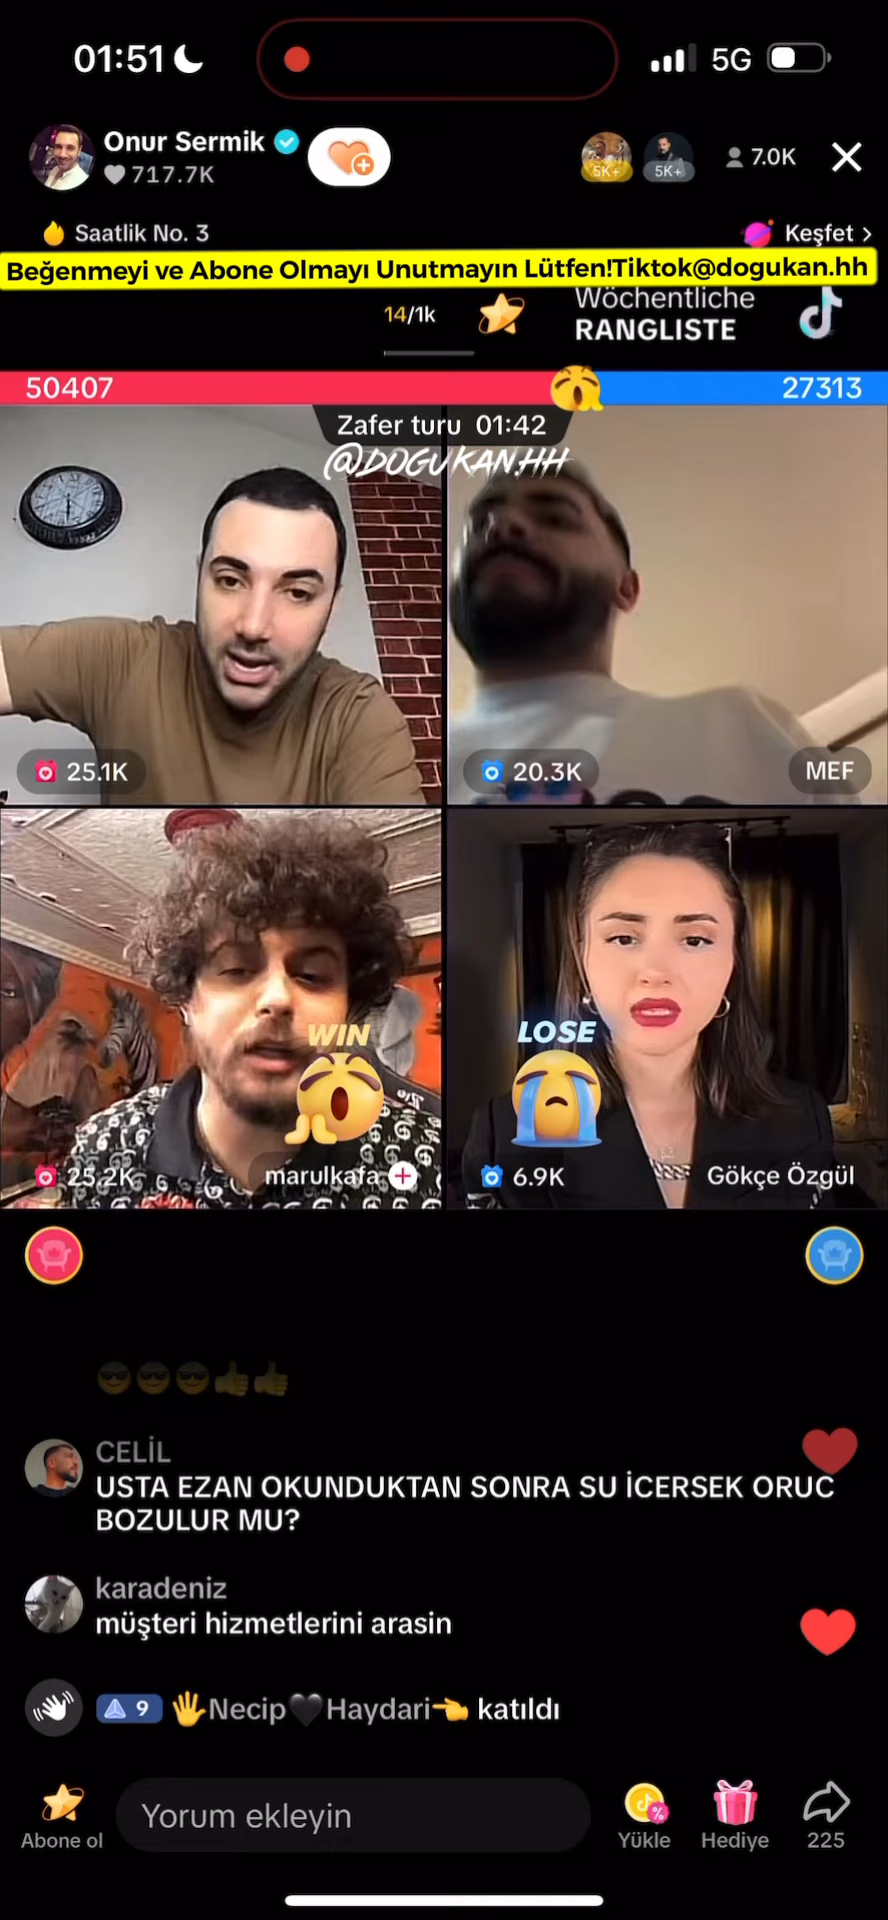 01:51
5G
Onur Sermik
717.7K
5K+
5K+
7.0K
Saatlik No. 3
Keşfet >
Beğenmeyi ve Abone Olmayı Unutmayın Lütfen!Tiktok@dogukan.hh
14/1k
Wöchentliche
RANGLISTE
50407
27313
Zafer turu 01:42
@DOGUKAN.HH
25.1K
20.3K
MEF
WIN
LOSE
25.2K
marulkafa
6.9K
Gökçe Özgül
CELİL
USTA EZAN OKUNDUKTAN SONRA SU İCERSEK ORUC
BOZULUR MU?
karadeniz
müşteri hizmetlerini arasin
9 🖐Necip🖤Haydari👈 katıldı
Yorum ekleyin
Abone ol
Yükle
Hediye
225